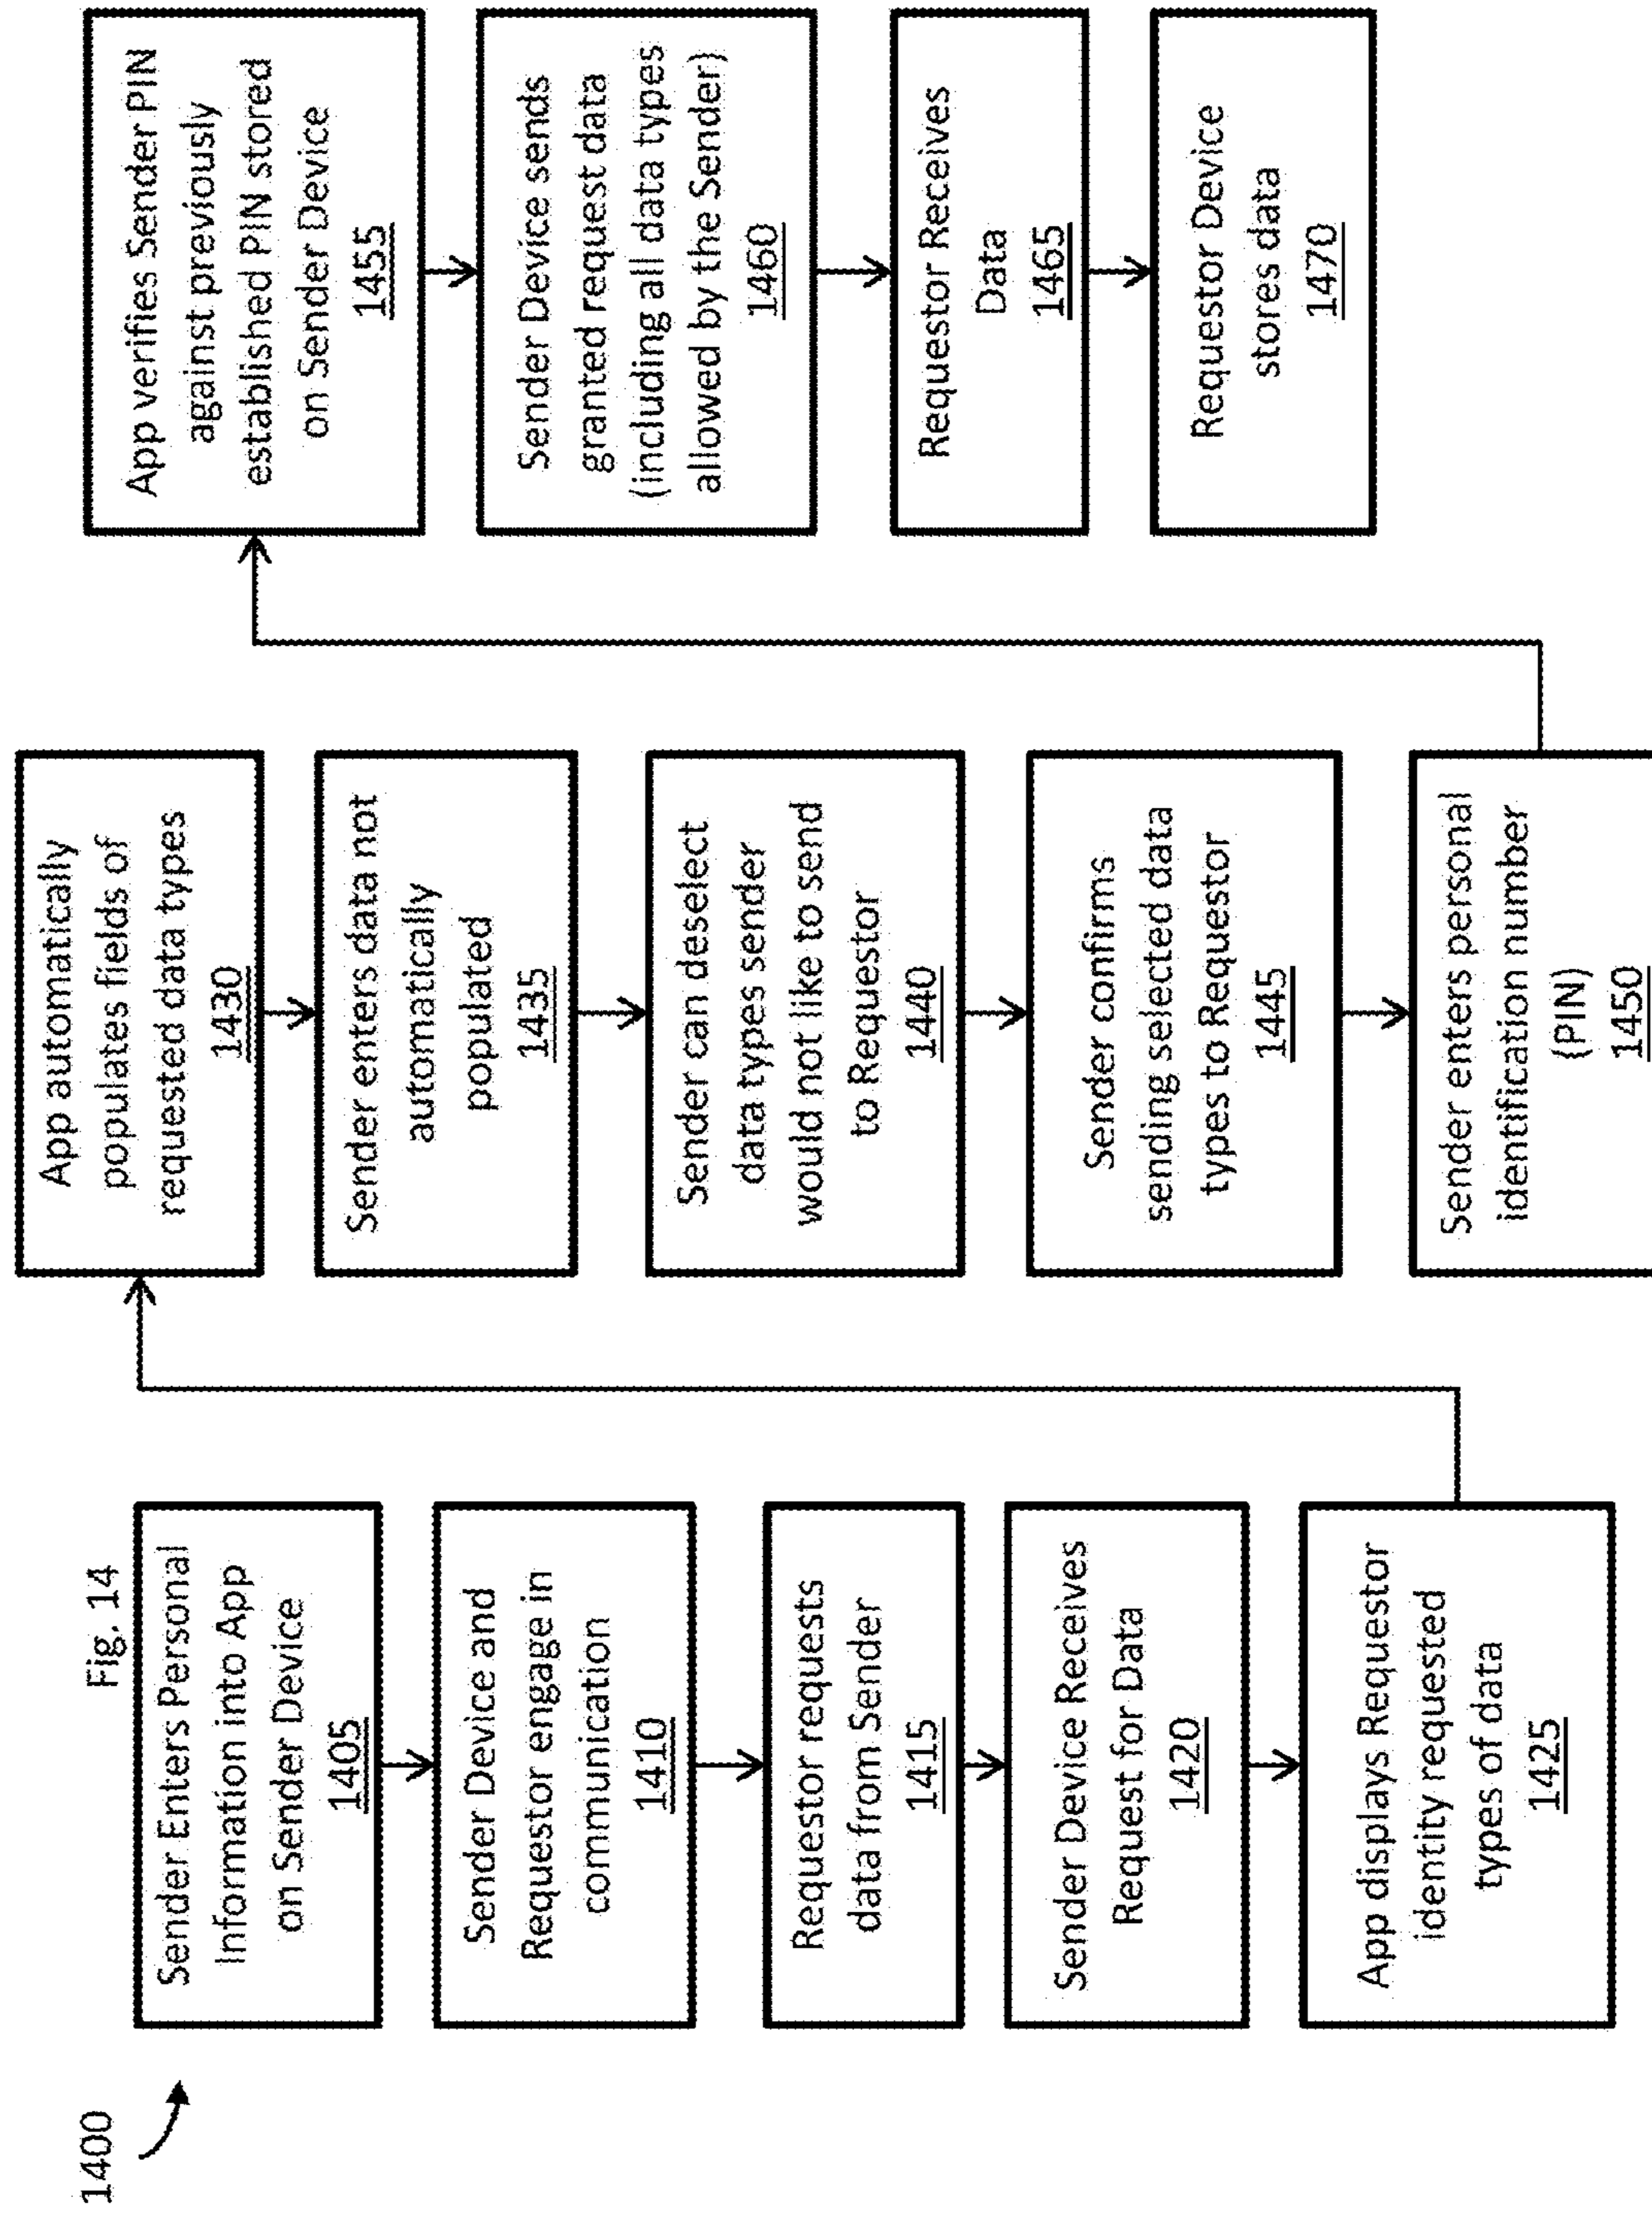 1400
Fig. 14
Sender Enters Personal
Information into App
on Sender Device
1405
Sender Device and
Requestor engage in
communication
1410
Requestor requests
data from Sender
1415
Sender Device Receives
Request for Data
1420
App displays Requestor
identity requested
types of data
1425
App automatically
populates fields of
requested data types
1430
Sender enters data not
automatically
populated
1435
Sender can deselect
data types sender
would not like to send
to Requestor
1440
Sender confirms
sending selected data
types to Requestor
1445
Sender enters personal
identification number
(PIN)
1450
App verifies Sender PIN
against previously
established PIN stored
on Sender Device
1455
Sender Device sends
granted request data
(including all data types
allowed by the Sender)
1460
Requestor Receives
Data
1465
Requestor Device
stores data
1470